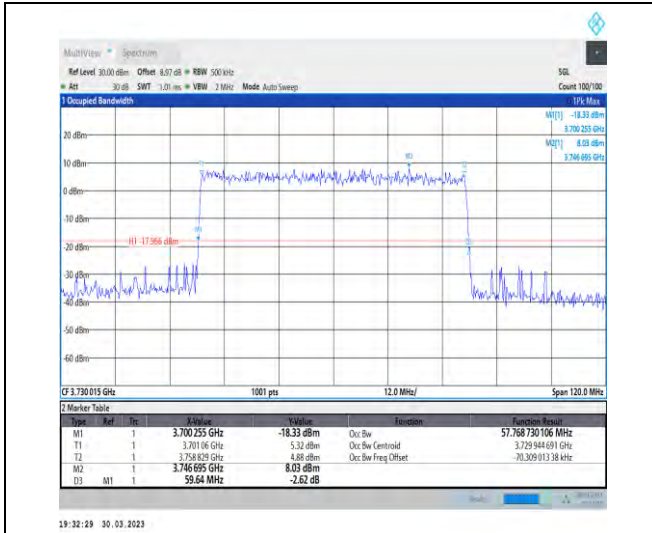 MultiView Spectrum
Ref Level 30.00 dBm Offset 8.97 dB RBW 500 kHz SGL
Att 30 dB SWT 1.01 ms VBW 2 MHz Mode Auto Sweep Count 100/100
1 Occupied Bandwidth 1Pk Max
M1[1] -18.33 dBm
3.700 255 GHz
M2[1] 8.03 dBm
3.746 695 GHz
20 dBm
10 dBm
0 dBm
-10 dBm
H1 -17.966 dBm
-20 dBm
-30 dBm
-40 dBm
-50 dBm
-60 dBm
M2
M1
CF 3.730 015 GHz 1001 pts 12.0 MHz/ Span 120.0 MHz
2 Marker Table
Type Ref Trc X-Value Y-Value Function Function Result
M1 1 3.700 255 GHz -18.33 dBm Occ Bw 57.768 730 106 MHz
T1 1 3.701 06 GHz 5.32 dBm Occ Bw Centroid 3.729 944 691 GHz
T2 1 3.758 829 GHz 4.88 dBm Occ Bw Freq Offset -70.309 013 38 kHz
M2 1 3.746 695 GHz 8.03 dBm
D3 M1 1 59.64 MHz -2.62 dB
19:32:29 30.03.2023